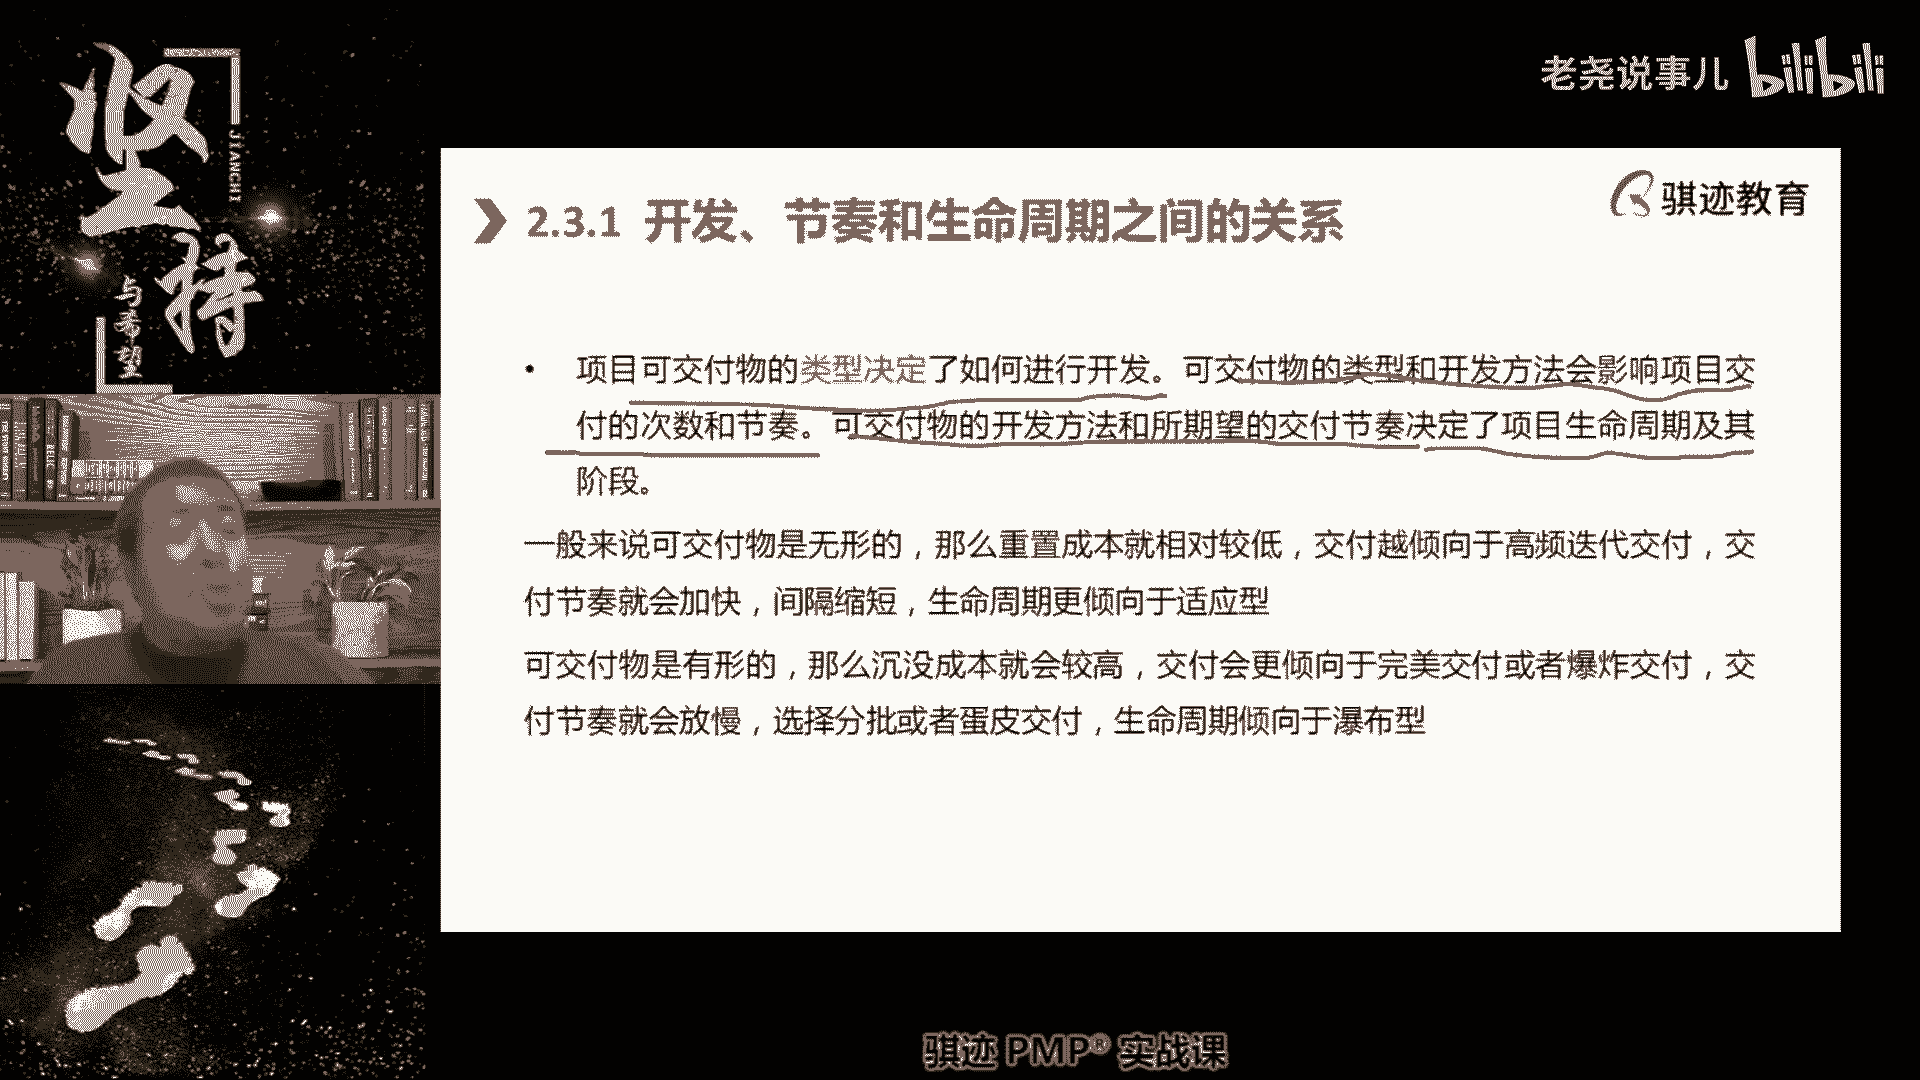 坚持
JIANCHI
与希望
老尧说事儿 bilibili
骐迹教育
2.3.1 开发、节奏和生命周期之间的关系
• 项目可交付物的类型决定了如何进行开发。可交付物的类型和开发方法会影响项目交
付的次数和节奏。可交付物的开发方法和所期望的交付节奏决定了项目生命周期及其
阶段。
一般来说可交付物是无形的，那么重置成本就相对较低，交付越倾向于高频迭代交付，交
付节奏就会加快，间隔缩短，生命周期更倾向于适应型
可交付物是有形的，那么沉没成本就会较高，交付会更倾向于完美交付或者爆炸交付，交
付节奏就会放慢，选择分批或者蛋皮交付，生命周期倾向于瀑布型
骐迹 PMP® 实战课